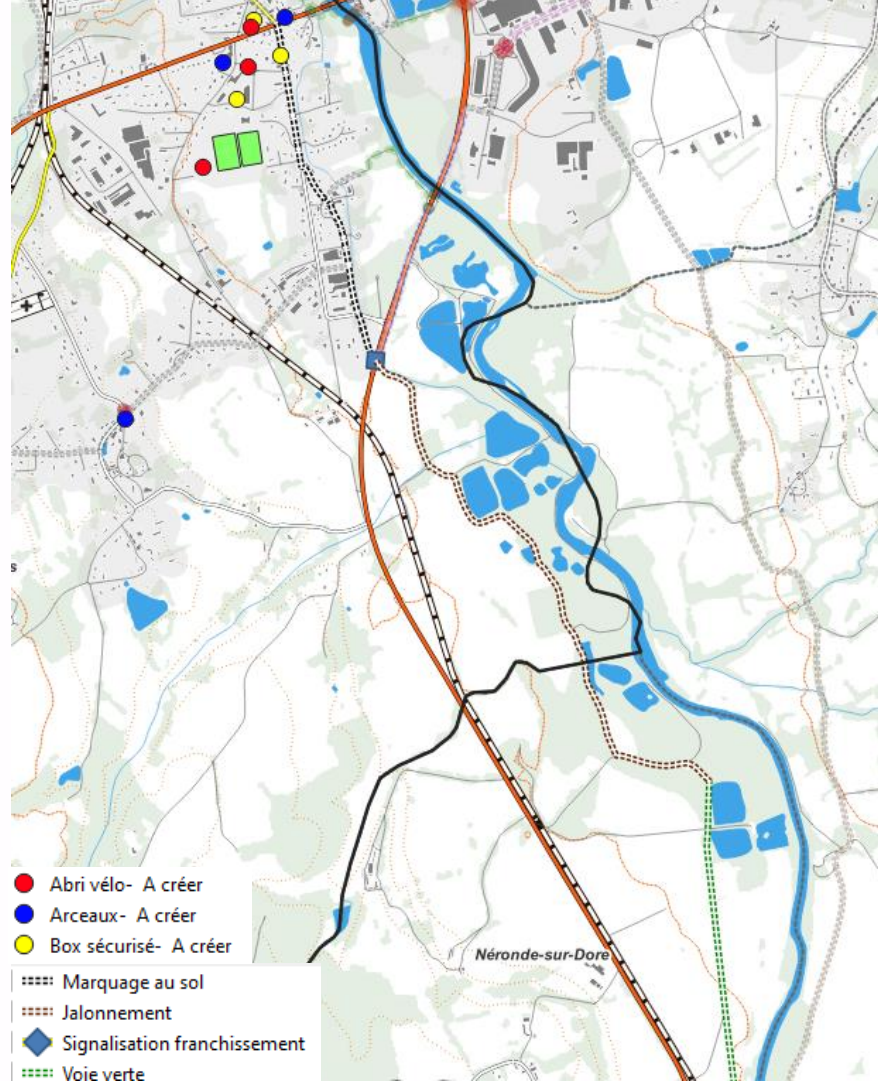 s
Néronde-sur-Dore
Abri vélo- A créer
Arceaux- A créer
Box sécurisé- A créer
Marquage au sol
Jalonnement
Signalisation franchissement
Voie verte